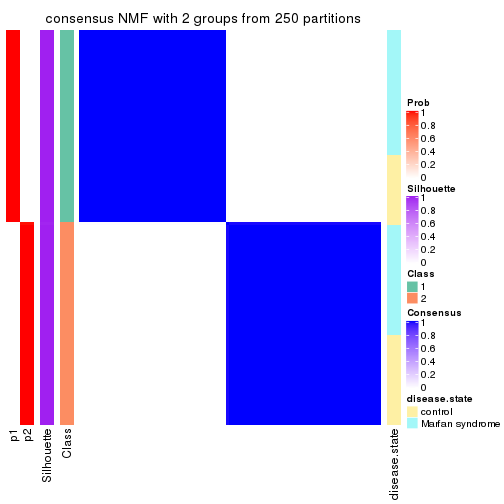 consensus NMF with 2 groups from 250 partitions
p1
p2
Silhouette
Class
disease.state
Prob
1
0.8
0.6
0.4
0.2
0
Silhouette
1
0.8
0.6
0.4
0.2
0
Class
1
2
Consensus
1
0.8
0.6
0.4
0.2
0
disease.state
control
Marfan syndrome